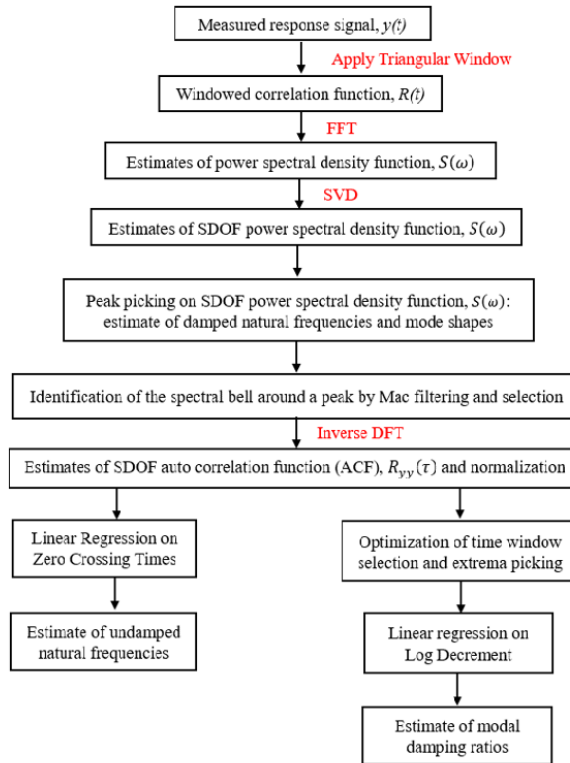 Measured response signal, y(t)
Apply Triangular Window
Windowed correlation function, R(t)
FFT
Estimates of power spectral density function, S(ω)
SVD
Estimates of SDOF power spectral density function, S(ω)
Peak picking on SDOF power spectral density function, S(ω):
estimate of damped natural frequencies and mode shapes
Identification of the spectral bell around a peak by Mac filtering and selection
Inverse DFT
Estimates of SDOF auto correlation function (ACF), Ryy(τ) and normalization
Linear Regression on
Zero Crossing Times
Optimization of time window
selection and extrema picking
Estimate of undamped
natural frequencies
Linear regression on
Log Decrement
Estimate of modal
damping ratios